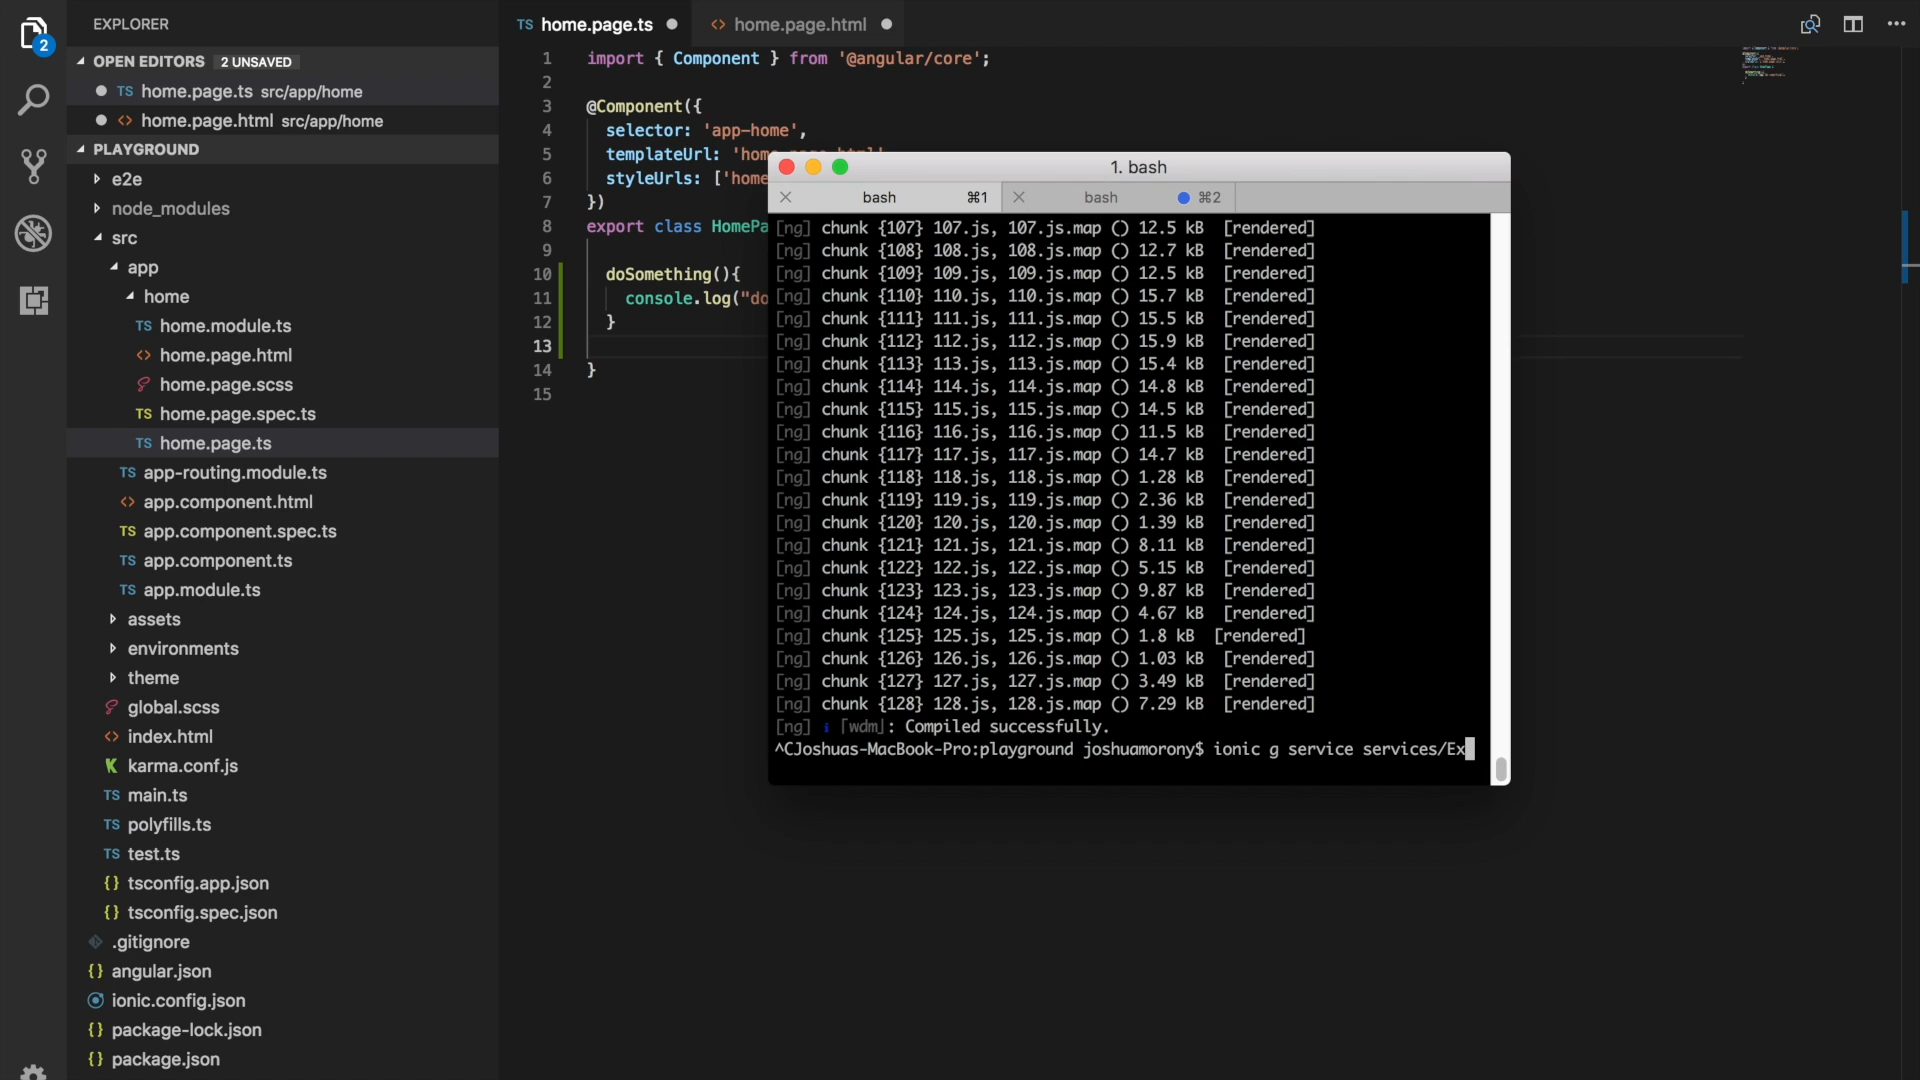 EXPLORER
2
OPEN EDITORS 2 UNSAVED
TS home.page.ts src/app/home
<> home.page.html src/app/home
PLAYGROUND
e2e
node_modules
src
app
home
TS home.module.ts
<> home.page.html
home.page.scss
TS home.page.spec.ts
TS home.page.ts
TS app-routing.module.ts
<> app.component.html
TS app.component.spec.ts
TS app.component.ts
TS app.module.ts
assets
environments
theme
global.scss
<> index.html
karma.conf.js
TS main.ts
TS polyfills.ts
TS test.ts
{} tsconfig.app.json
{} tsconfig.spec.json
.gitignore
{} angular.json
ionic.config.json
{} package-lock.json
{} package.json
TS home.page.ts
<> home.page.html
1 import { Component } from '@angular/core';
2
3 @Component({
4 selector: 'app-home',
5 templateUrl: 'home.page.html',
6 styleUrls: ['home
7 })
8 export class HomePa
9
10 doSomething(){
11 console.log("do
12 }
13
14 }
15
1. bash
bash ⌘1
bash ⌘2
[ng] chunk {107} 107.js, 107.js.map () 12.5 kB [rendered]
[ng] chunk {108} 108.js, 108.js.map () 12.7 kB [rendered]
[ng] chunk {109} 109.js, 109.js.map () 12.5 kB [rendered]
[ng] chunk {110} 110.js, 110.js.map () 15.7 kB [rendered]
[ng] chunk {111} 111.js, 111.js.map () 15.5 kB [rendered]
[ng] chunk {112} 112.js, 112.js.map () 15.9 kB [rendered]
[ng] chunk {113} 113.js, 113.js.map () 15.4 kB [rendered]
[ng] chunk {114} 114.js, 114.js.map () 14.8 kB [rendered]
[ng] chunk {115} 115.js, 115.js.map () 14.5 kB [rendered]
[ng] chunk {116} 116.js, 116.js.map () 11.5 kB [rendered]
[ng] chunk {117} 117.js, 117.js.map () 14.7 kB [rendered]
[ng] chunk {118} 118.js, 118.js.map () 1.28 kB [rendered]
[ng] chunk {119} 119.js, 119.js.map () 2.36 kB [rendered]
[ng] chunk {120} 120.js, 120.js.map () 1.39 kB [rendered]
[ng] chunk {121} 121.js, 121.js.map () 8.11 kB [rendered]
[ng] chunk {122} 122.js, 122.js.map () 5.15 kB [rendered]
[ng] chunk {123} 123.js, 123.js.map () 9.87 kB [rendered]
[ng] chunk {124} 124.js, 124.js.map () 4.67 kB [rendered]
[ng] chunk {125} 125.js, 125.js.map () 1.8 kB [rendered]
[ng] chunk {126} 126.js, 126.js.map () 1.03 kB [rendered]
[ng] chunk {127} 127.js, 127.js.map () 3.49 kB [rendered]
[ng] chunk {128} 128.js, 128.js.map () 7.29 kB [rendered]
[ng] ℹ ｢wdm｣: Compiled successfully.
^CJoshuas-MacBook-Pro:playground joshuamorony$ ionic g service services/Ex